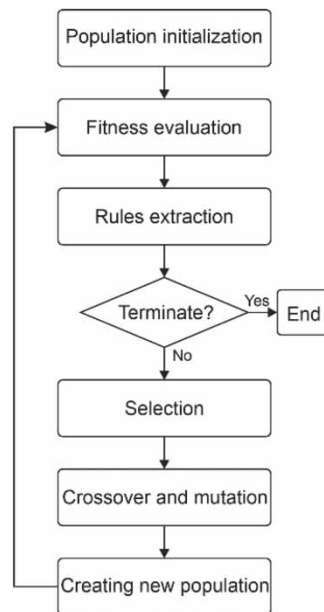 Population initialization
Fitness evaluation
Rules extraction
Terminate?
Yes
End
No
Selection
Crossover and mutation
Creating new population